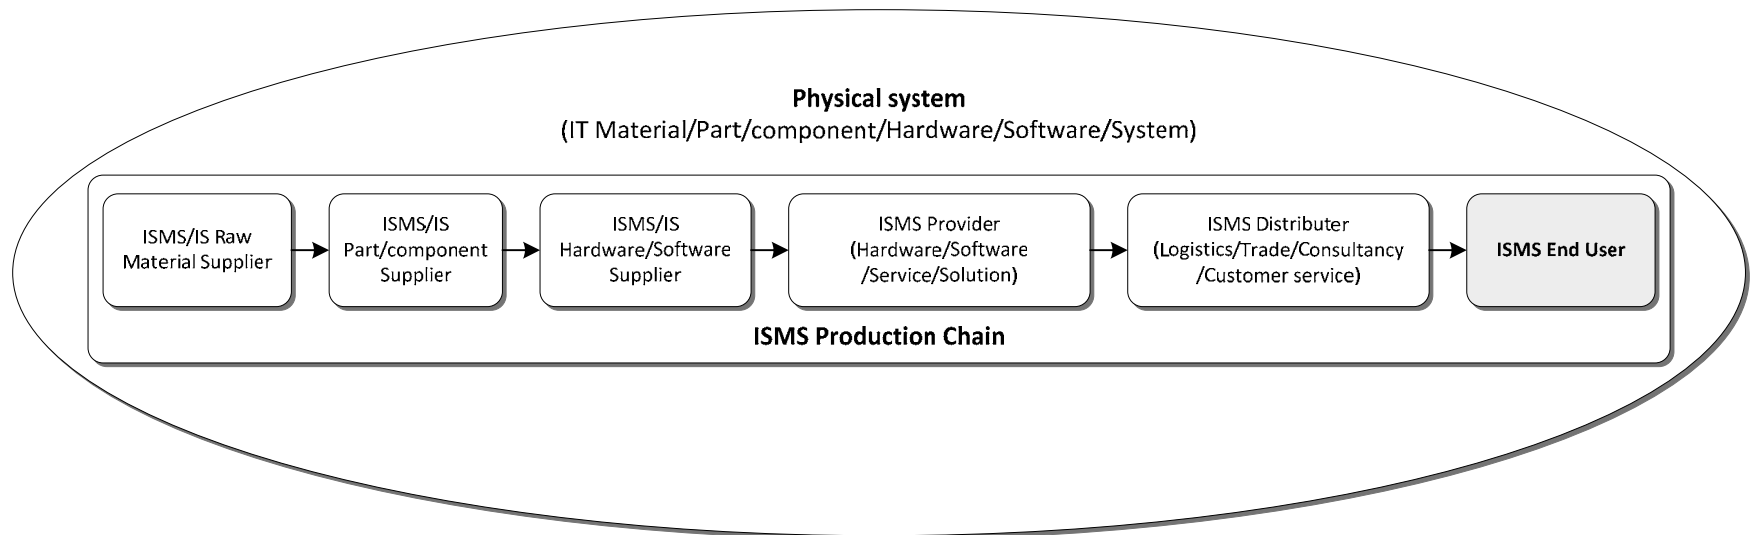 Physical system
(IT Material/Part/component/Hardware/Software/System)
ISMS/IS Raw
Material Supplier
ISMS/IS
Part/component
Supplier
ISMS/IS
Hardware/Software
Supplier
ISMS Provider
(Hardware/Software
/Service/Solution)
ISMS Distributer
(Logistics/Trade/Consultancy
/Customer service)
ISMS End User
ISMS Production Chain